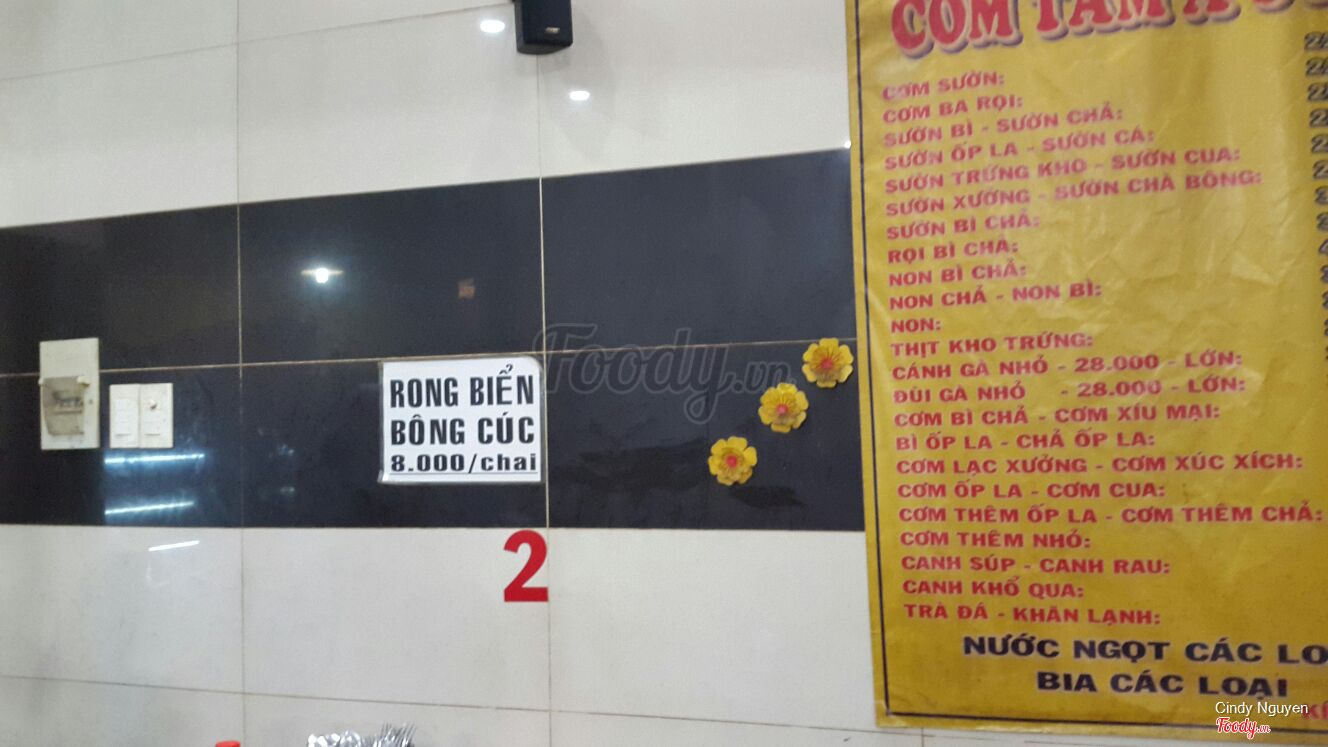 RONG BIỂN
BÔNG CÚC
8.000/chai
2
Foody.vn
CƠM TẤM
CƠM SƯỜN:
CƠM BA RỌI:
SƯỜN BÌ - SƯỜN CHẢ:
SƯỜN ỐP LA - SƯỜN CÁ:
SƯỜN TRỨNG KHO - SƯỜN CUA:
SƯỜN XƯỚNG - SƯỜN CHÀ BÔNG:
SƯỜN BÌ CHẢ:
RỌI BÌ CHẢ:
NON BÌ CHẢ:
NON CHẢ - NON BÌ:
NON:
THỊT KHO TRỨNG:
CÁNH GÀ NHỎ - 28.000 - LỚN:
ĐÙI GÀ NHỎ - 28.000 - LỚN:
CƠM BÌ CHẢ - CƠM XÍU MẠI:
BÌ ỐP LA - CHẢ ỐP LA:
CƠM LẠC XƯỞNG - CƠM XÚC XÍCH:
CƠM ỐP LA - CƠM CUA:
CƠM THÊM ỐP LA - CƠM THÊM CHẢ:
CƠM THÊM NHỎ:
CANH SÚP - CANH RAU:
CANH KHỔ QUA:
TRÀ ĐÁ - KHĂN LẠNH:
NƯỚC NGỌT CÁC LO
BIA CÁC LOẠI
Cindy Nguyen
Foody.vn